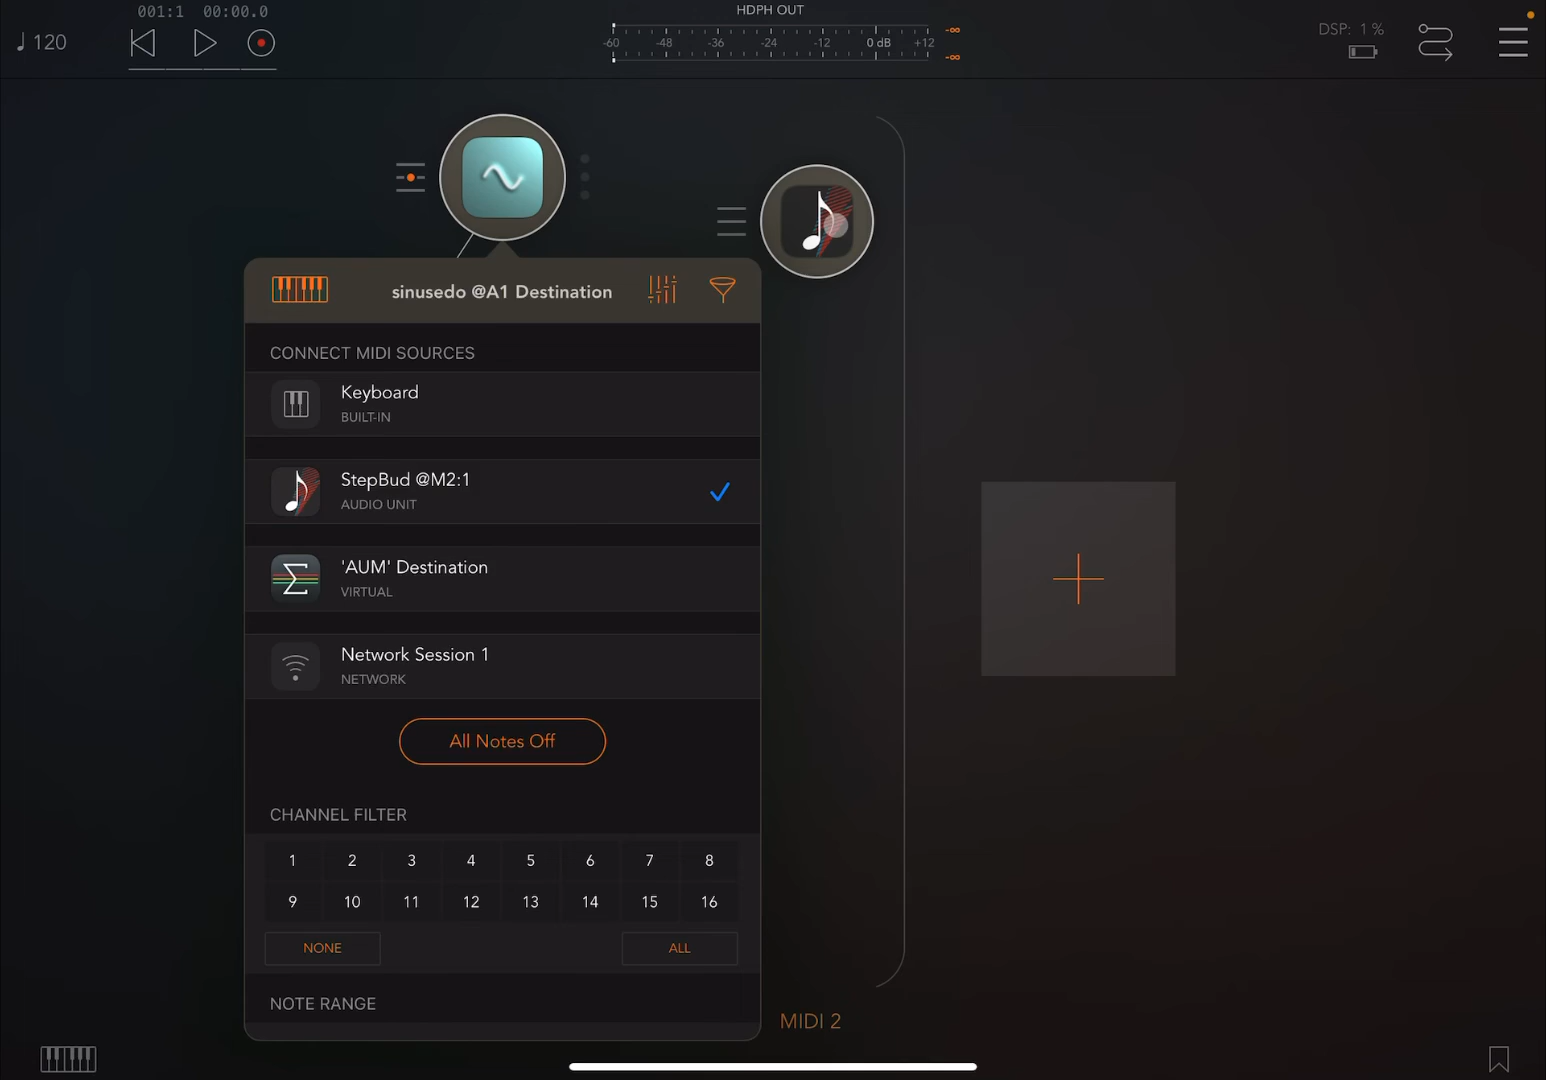 001:1 00:00.0
HDPH OUT
♩ 120
-60 -48 -36 -24 -12 0 dB +12
-∞
-∞
DSP: 1 %
sinusedo @A1 Destination
CONNECT MIDI SOURCES
Keyboard
BUILT-IN
StepBud @M2:1
AUDIO UNIT
'AUM' Destination
VIRTUAL
Network Session 1
NETWORK
All Notes Off
CHANNEL FILTER
1 2 3 4 5 6 7 8
9 10 11 12 13 14 15 16
NONE ALL
NOTE RANGE
MIDI 2